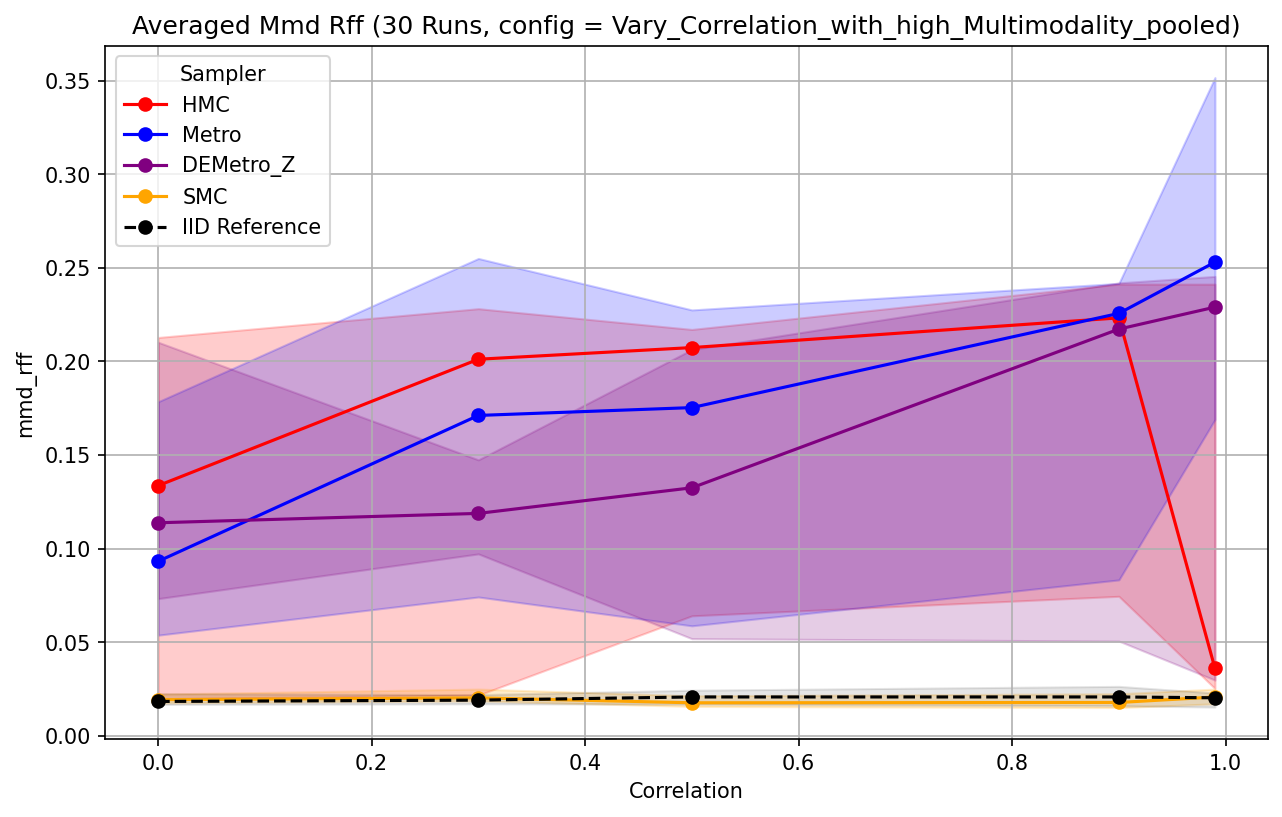 Averaged Mmd Rff (30 Runs, config = Vary_Correlation_with_high_Multimodality_pooled)
Sampler
HMC
Metro
DEMetro_Z
SMC
IID Reference
mmd_rff
0.35
0.30
0.25
0.20
0.15
0.10
0.05
0.00
0.0 0.2 0.4 0.6 0.8 1.0
Correlation